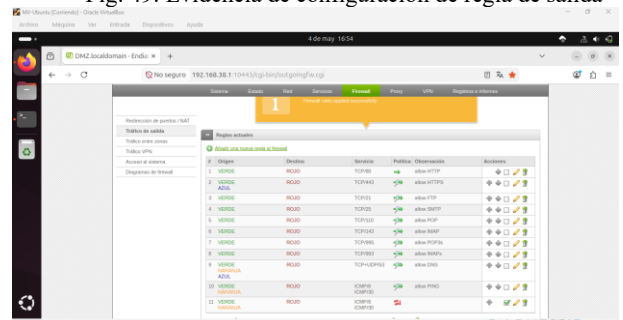 Fig. 49. Evidencia de configuración de regla de salida
MV-Ubuntu [Corriendo] - Oracle VirtualBox
Archivo Máquina Ver Entrada Dispositivos Ayuda
4 de may 16:54
DMZ.localdomain - Endian
No seguro 192.168.38.1:10443/cgi-bin/outgoingFw.cgi
Sistema Estado Red Servicios Firewall Proxy VPN Registros e informes
1 Firewall rules applied successfully
Redirección de puertos / NAT
Tráfico de salida
Tráfico entre zonas
Tráfico VPN
Acceso al sistema
Diagramas de firewall
Reglas actuales
Añadir una nueva regla al firewall
# Origen Destino Servicio Política Observación Acciones
1 VERDE ROJO TCP/80 allow HTTP
2 VERDE ROJO TCP/443 allow HTTPS
AZUL
3 VERDE ROJO TCP/21 allow FTP
4 VERDE ROJO TCP/25 allow SMTP
5 VERDE ROJO TCP/110 allow POP
6 VERDE ROJO TCP/143 allow IMAP
7 VERDE ROJO TCP/995 allow POP3s
8 VERDE ROJO TCP/993 allow IMAPs
9 VERDE ROJO TCP+UDP/53 allow DNS
NARANJA
AZUL
10 VERDE ROJO ICMP/8 allow PING
NARANJA ICMP/30
11 VERDE ROJO ICMP/8
NARANJA ICMP/30